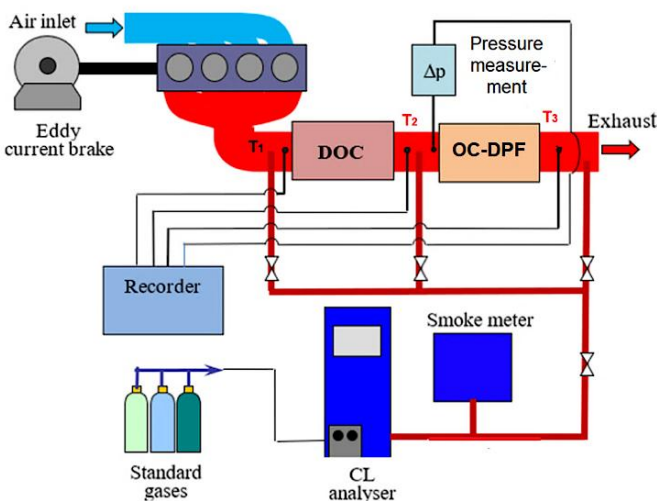 Air inlet
Eddy
current brake
Δp
Pressure
measure-
ment
T1
DOC
T2
OC-DPF
T3
Exhaust
Recorder
Smoke meter
Standard
gases
CL
analyser